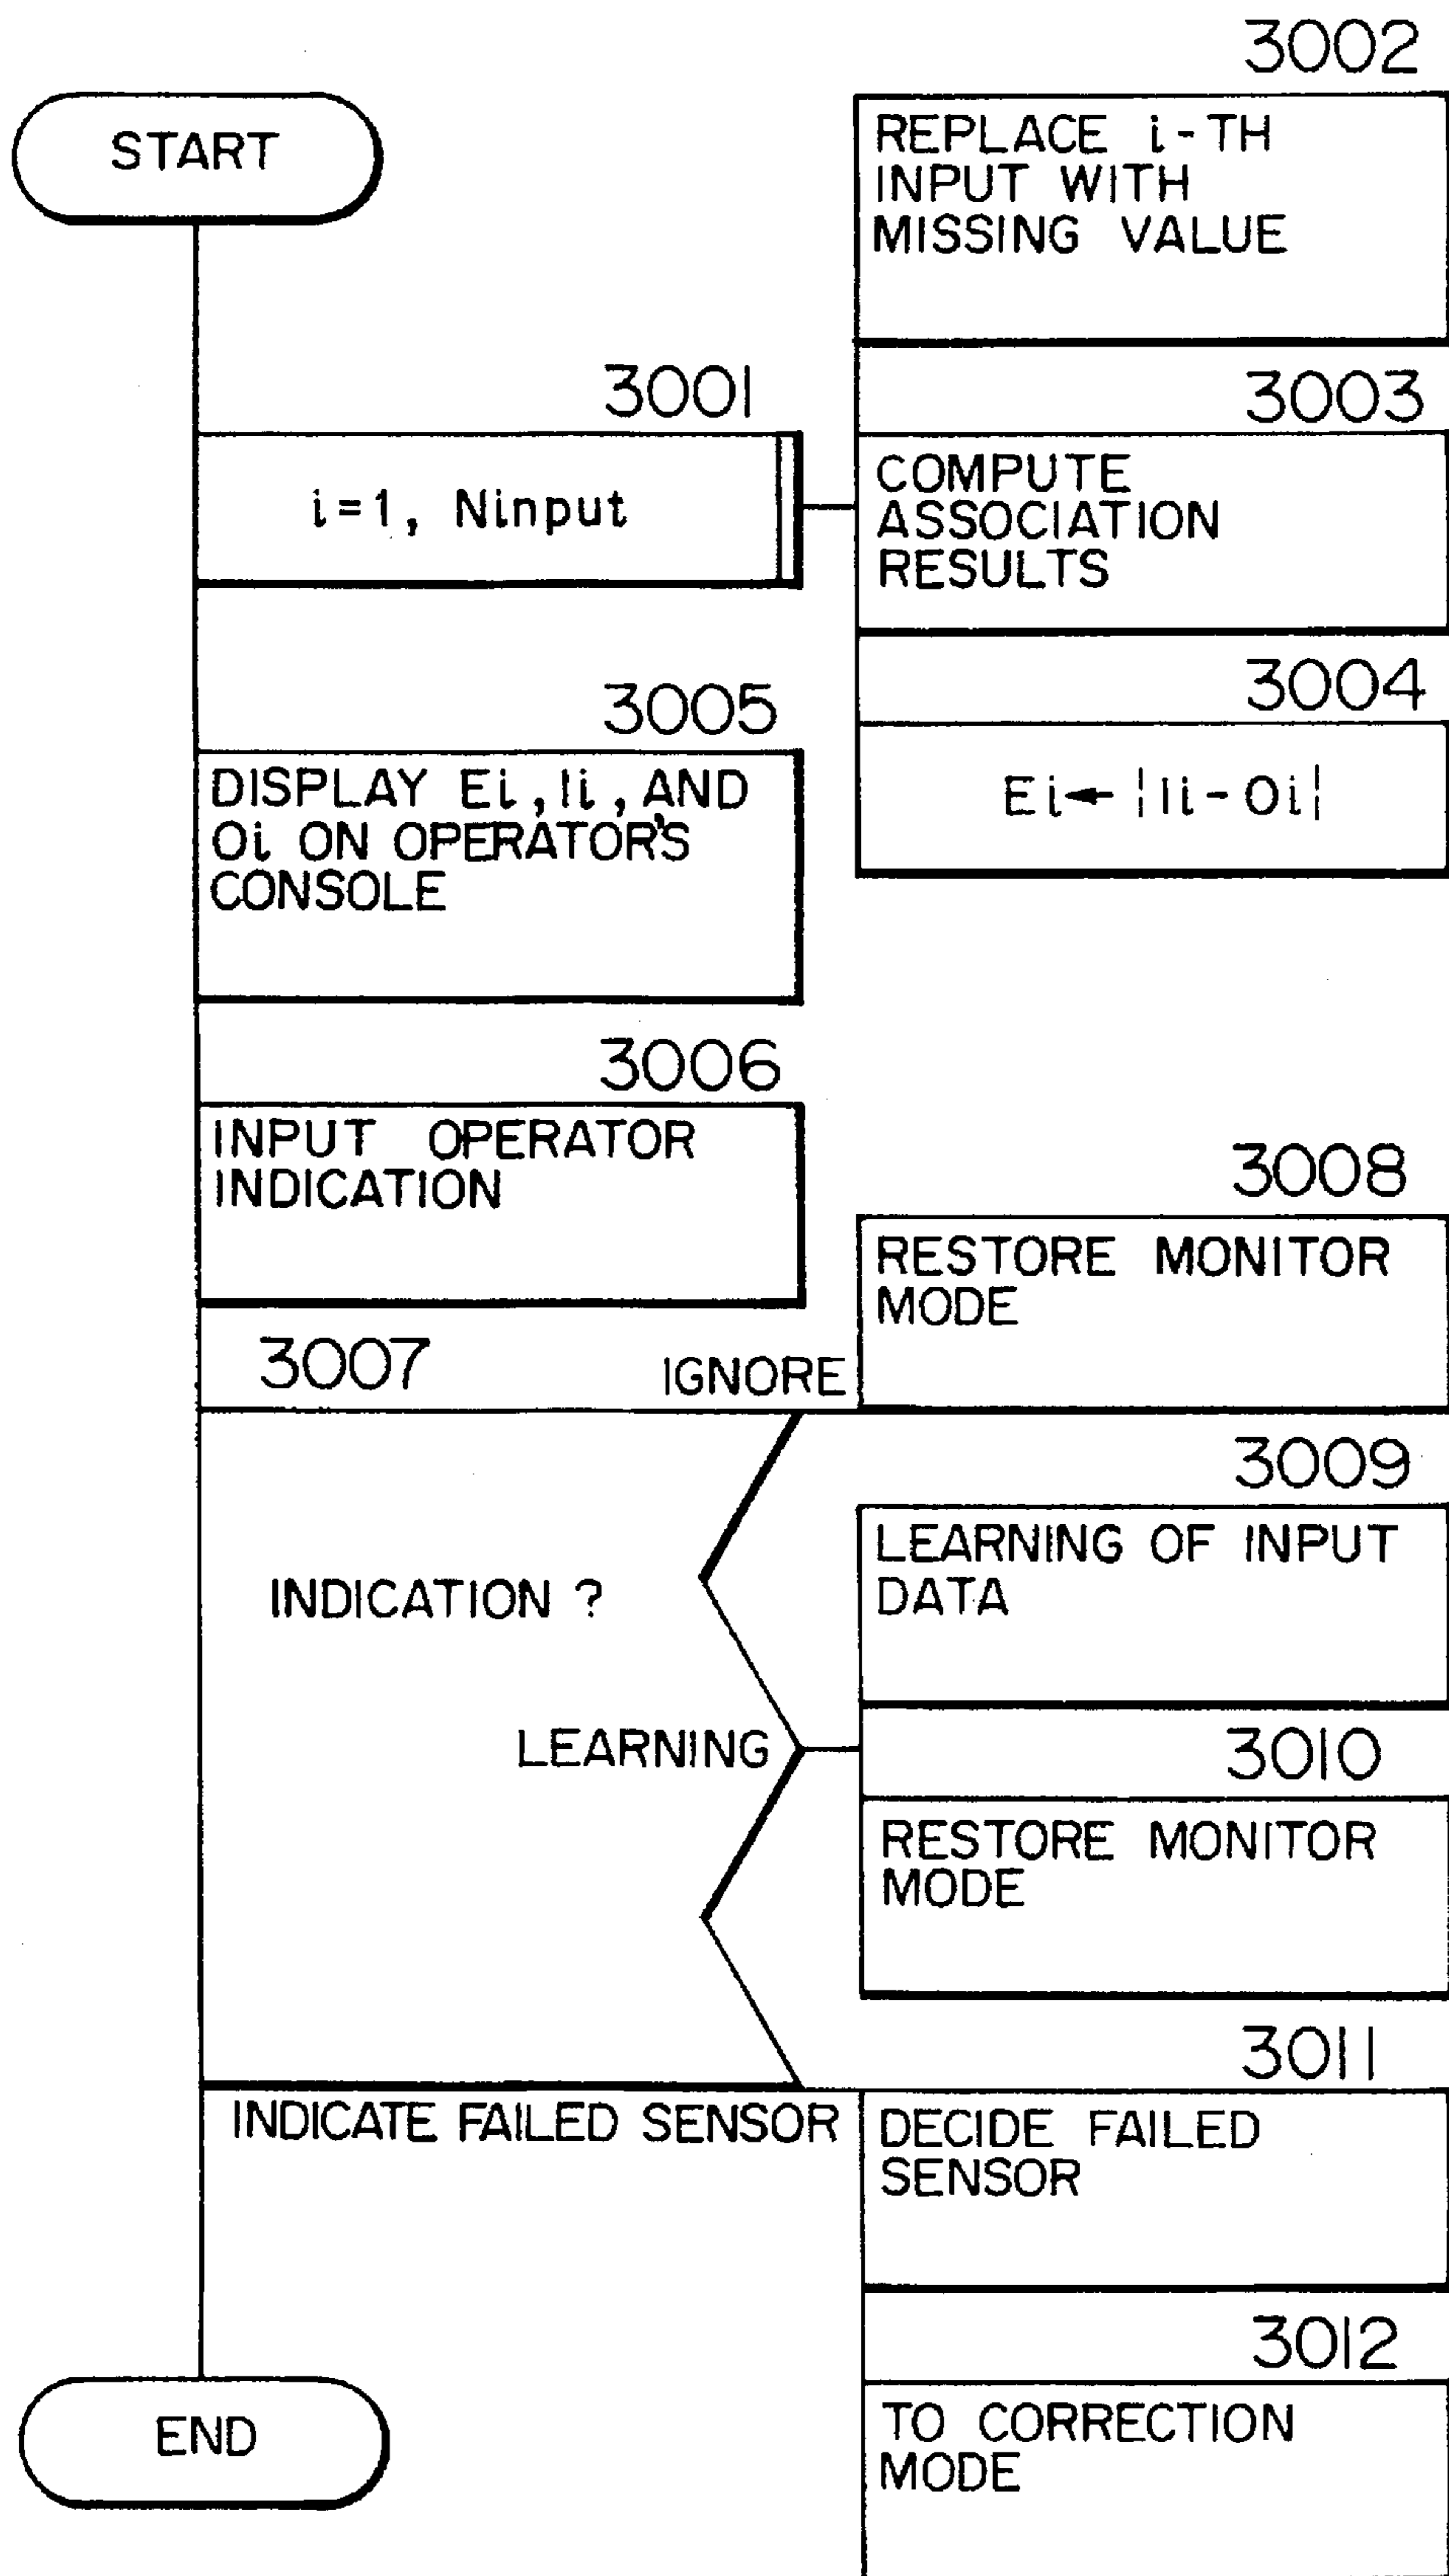 START
3001
i=1, Ninput
3002
REPLACE i-TH
INPUT WITH
MISSING VALUE
3003
COMPUTE
ASSOCIATION
RESULTS
3004
Ei←|Ii-Oi|
3005
DISPLAY Ei, Ii, AND
Oi ON OPERATOR'S
CONSOLE
3006
INPUT OPERATOR
INDICATION
3007
INDICATION ?
IGNORE
3008
RESTORE MONITOR
MODE
LEARNING
3009
LEARNING OF INPUT
DATA
3010
RESTORE MONITOR
MODE
INDICATE FAILED SENSOR
3011
DECIDE FAILED
SENSOR
3012
TO CORRECTION
MODE
END